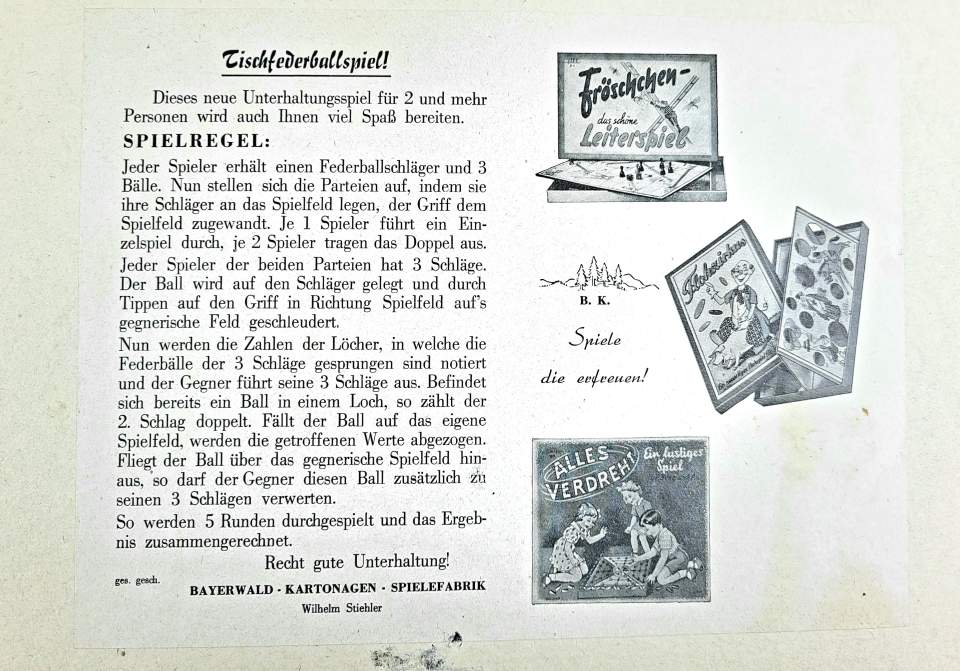 Tischfederballspiel!
Dieses neue Unterhaltungsspiel für 2 und mehr
Personen wird auch Ihnen viel Spaß bereiten.
SPIELREGEL:
Jeder Spieler erhält einen Federballschläger und 3
Bälle. Nun stellen sich die Parteien auf, indem sie
ihre Schläger an das Spielfeld legen, der Griff dem
Spielfeld zugewandt. Je 1 Spieler führt ein Ein-
zelspiel durch, je 2 Spieler tragen das Doppel aus.
Jeder Spieler der beiden Parteien hat 3 Schläge.
Der Ball wird auf den Schläger gelegt und durch
Tippen auf den Griff in Richtung Spielfeld auf's
gegnerische Feld geschleudert.
Nun werden die Zahlen der Löcher, in welche die
Federbälle der 3 Schläge gesprungen sind notiert
und der Gegner führt seine 3 Schläge aus. Befindet
sich bereits ein Ball in einem Loch, so zählt der
2. Schlag doppelt. Fällt der Ball auf das eigene
Spielfeld, werden die getroffenen Werte abgezogen.
Fliegt der Ball über das gegnerische Spielfeld hin-
aus, so darf der Gegner diesen Ball zusätzlich zu
seinen 3 Schlägen verwerten.
So werden 5 Runden durchgespielt und das Ergeb-
nis zusammengerechnet.
Recht gute Unterhaltung!
ges. gesch.
BAYERWALD · KARTONAGEN · SPIELEFABRIK
Wilhelm Stiehler
Fröschchen-
das schöne
Leiterspiel
B. K.
Spiele
die erfreuen!
Flohzirkus
ALLES
VERDREHT
Ein lustiges
Spiel